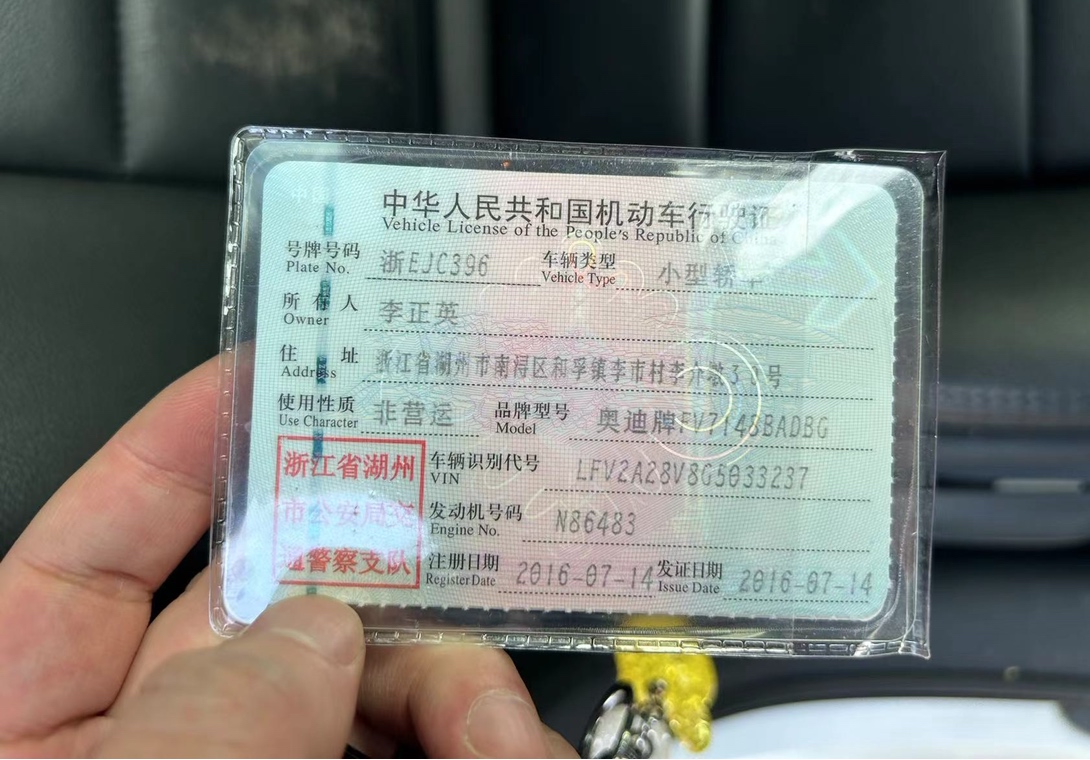 中华人民共和国机动车行驶证
Vehicle License of the People's Republic of China
号牌号码 浙EJC396 车辆类型 小型轿车
Plate No. Vehicle Type
所有人 李正英
Owner
住址 浙江省湖州市南浔区和孚镇李市村李
Address
使用性质 非营运 品牌型号 奥迪牌FV7148BADBG
Use Character Model
浙江省湖州
市公安局交
通警察支队
车辆识别代号 LFV2A28V8G5033237
VIN
发动机号码 N86483
Engine No.
注册日期 2016-07-14 发证日期 2016-07-14
Register Date Issue Date